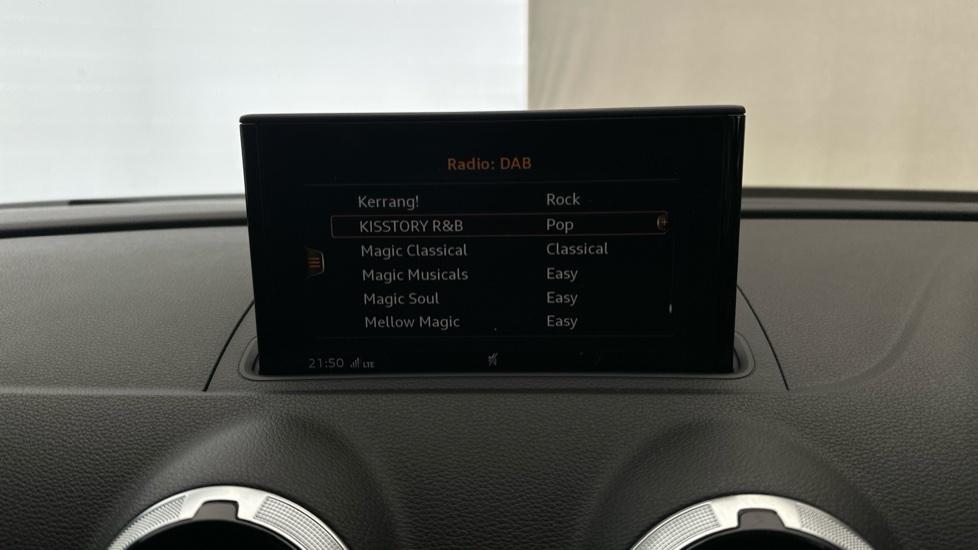 Radio: DAB
Kerrang! Rock
KISSTORY R&B Pop
Magic Classical Classical
Magic Musicals Easy
Magic Soul Easy
Mellow Magic Easy
21:50 LTE